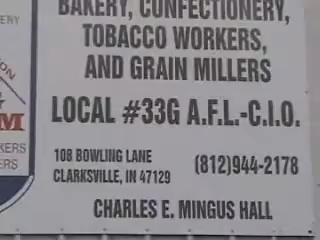 BAKERY, CONFECTIONERY,
TOBACCO WORKERS,
AND GRAIN MILLERS
LOCAL #33G A.F.L.-C.I.O.
108 BOWLING LANE
CLARKSVILLE, IN 47129
(812)944-2178
CHARLES E. MINGUS HALL